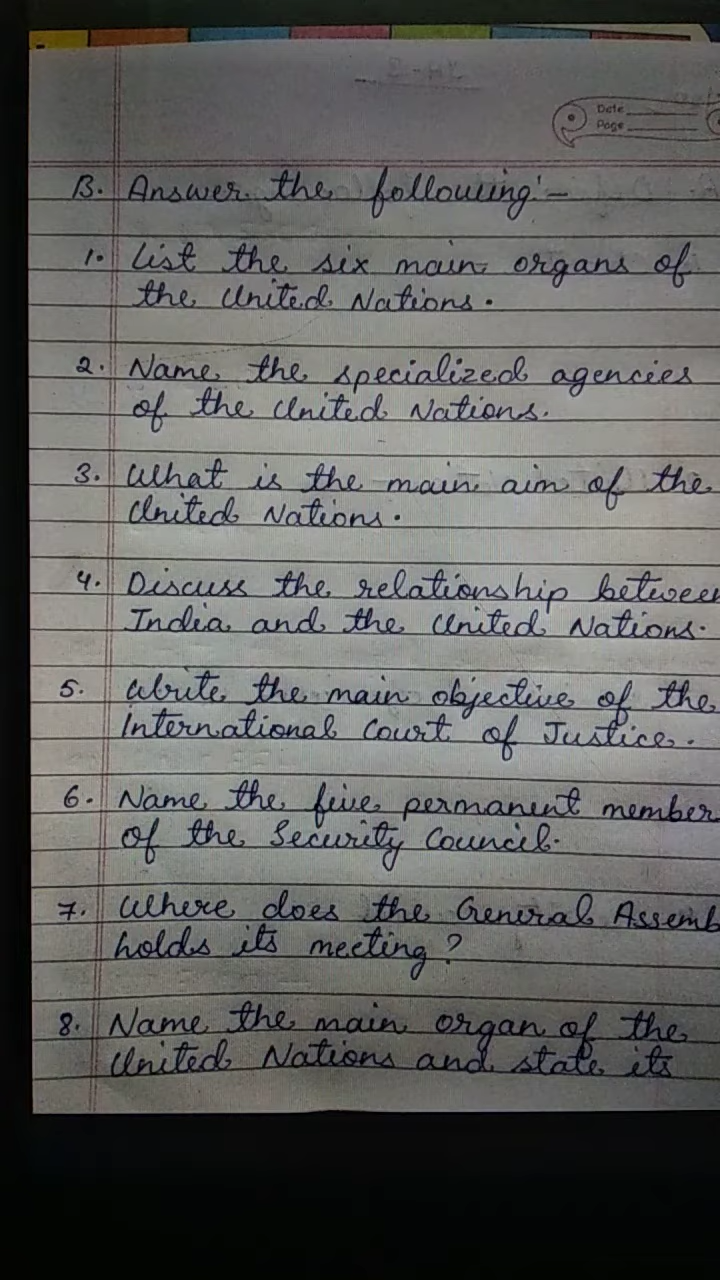 Date
Page
B. Answer the following:-
1. List the six main organs of
the United Nations.
2. Name the specialized agencies
of the United Nations.
3. What is the main aim of the
United Nations.
4. Discuss the relationship between
India and the United Nations.
5. Write the main objective of the
International Court of Justice.
6. Name the five permanent member
of the Security Council.
7. Where does the General Assemb
holds its meeting?
8. Name the main organ of the
United Nations and state its